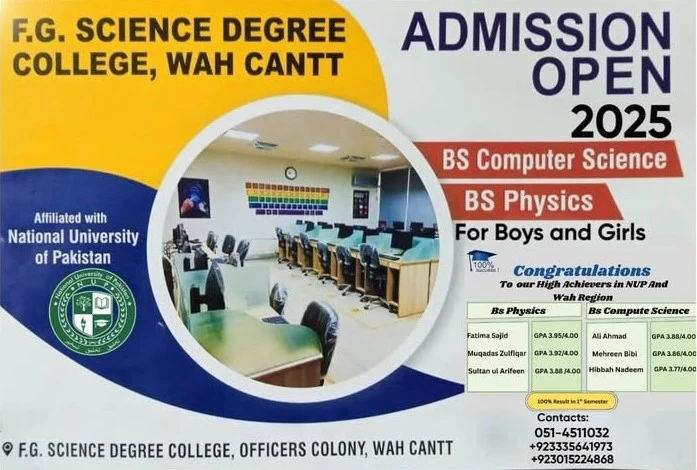 F.G. SCIENCE DEGREE
COLLEGE, WAH CANTT
ADMISSION
OPEN
2025
BS Computer Science
BS Physics
For Boys and Girls
Affiliated with
National University
of Pakistan
National University of Pakistan
N U P
100%
SUCCESS
Congratulations
To our High Achievers in NUP And
Wah Region
BS Physics
Fatima Sajid GPA 3.95/4.00
Muqadas Zulfiqar GPA 3.92/4.00
Sultan ul Arifeen GPA 3.88 /4.00
BS Compute Science
Ali Ahmad GPA 3.88/4.00
Mehreen Bibi GPA 3.86/4.00
Hibbah Nadeem GPA 3.77/4.00
100% Result in 1st Semester
Contacts:
051-4511032
+923335641973
+923015224868
F.G. SCIENCE DEGREE COLLEGE, OFFICERS COLONY, WAH CANTT